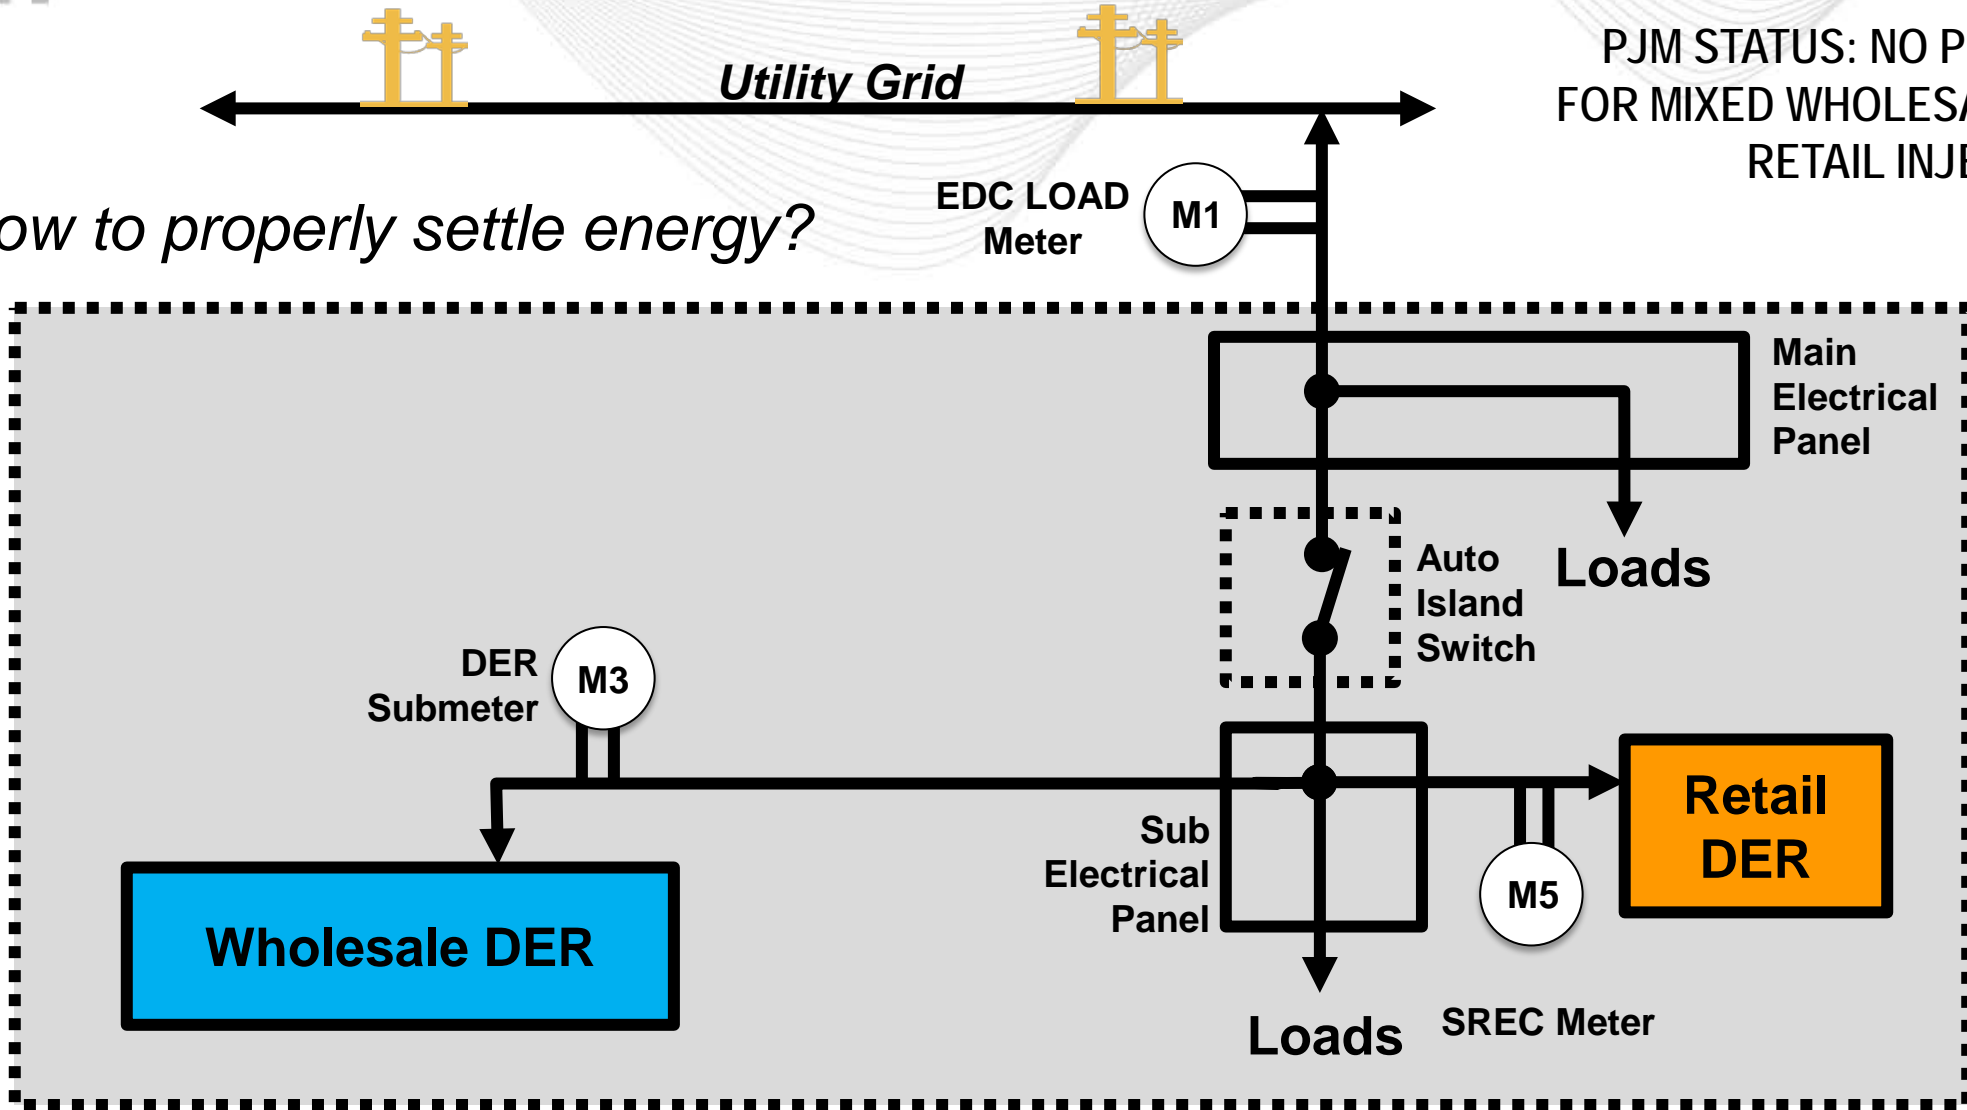 Utility Grid
PJM STATUS: NO P
FOR MIXED WHOLESA
RETAIL INJE
ow to properly settle energy?
EDC LOAD
Meter
M1
Main
Electrical
Panel
Auto
Island
Switch
Loads
DER
Submeter
M3
Sub
Electrical
Panel
Retail
DER
M5
Wholesale DER
Loads
SREC Meter